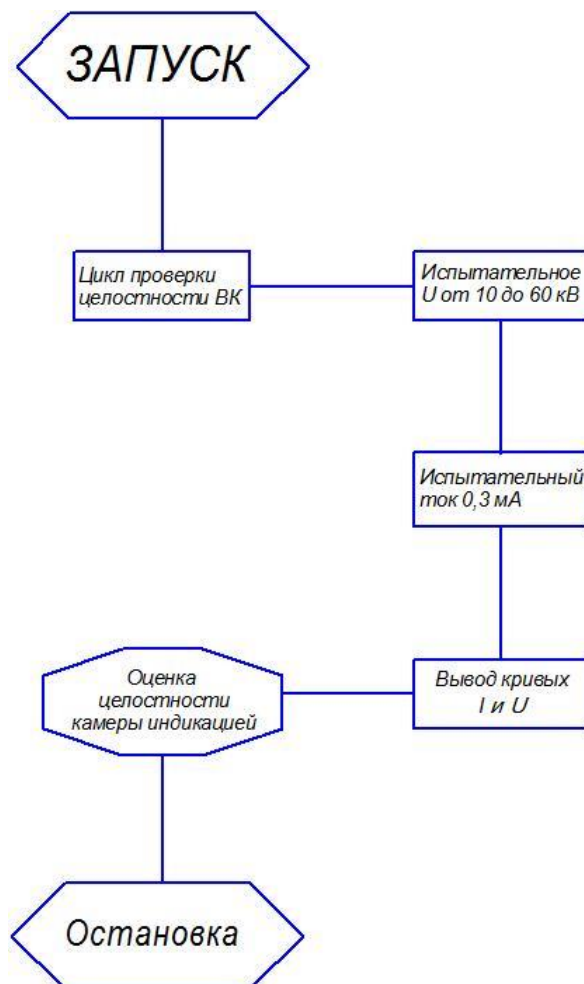 ЗАПУСК
Цикл проверки
целостности ВК
Испытательное
U от 10 до 60 кВ
Испытательный
ток 0,3 мА
Вывод кривых
I и U
Оценка
целостности
камеры индикацией
Остановка